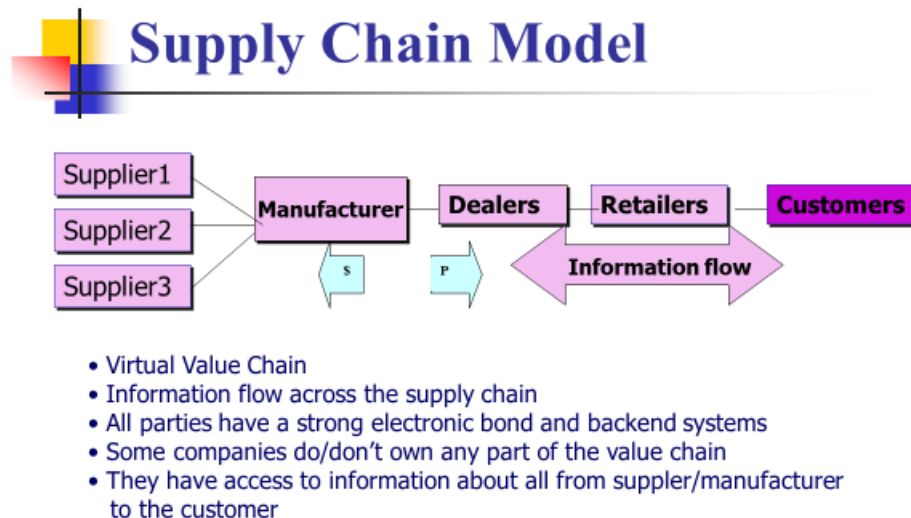 Supply Chain Model
Supplier1
Supplier2
Supplier3
Manufacturer
Dealers
Retailers
Customers
$
P
Information flow
• Virtual Value Chain
• Information flow across the supply chain
• All parties have a strong electronic bond and backend systems
• Some companies do/don't own any part of the value chain
• They have access to information about all from suppler/manufacturer
to the customer